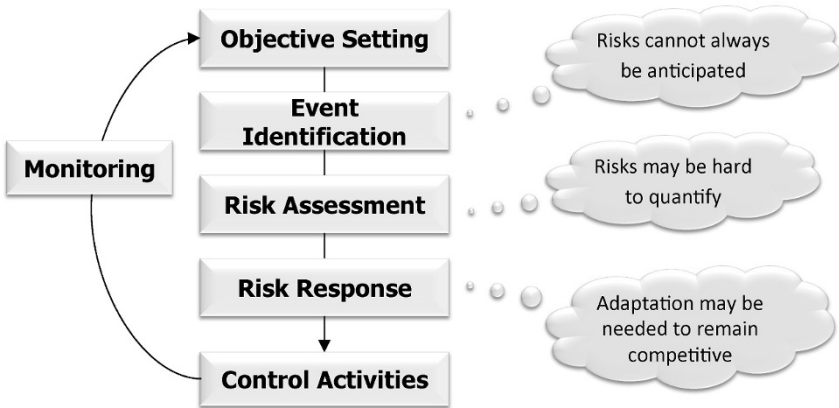 Objective Setting
Risks cannot always
be anticipated
Event
Identification
Monitoring
Risks may be hard
to quantify
Risk Assessment
Risk Response
Adaptation may be
needed to remain
competitive
Control Activities